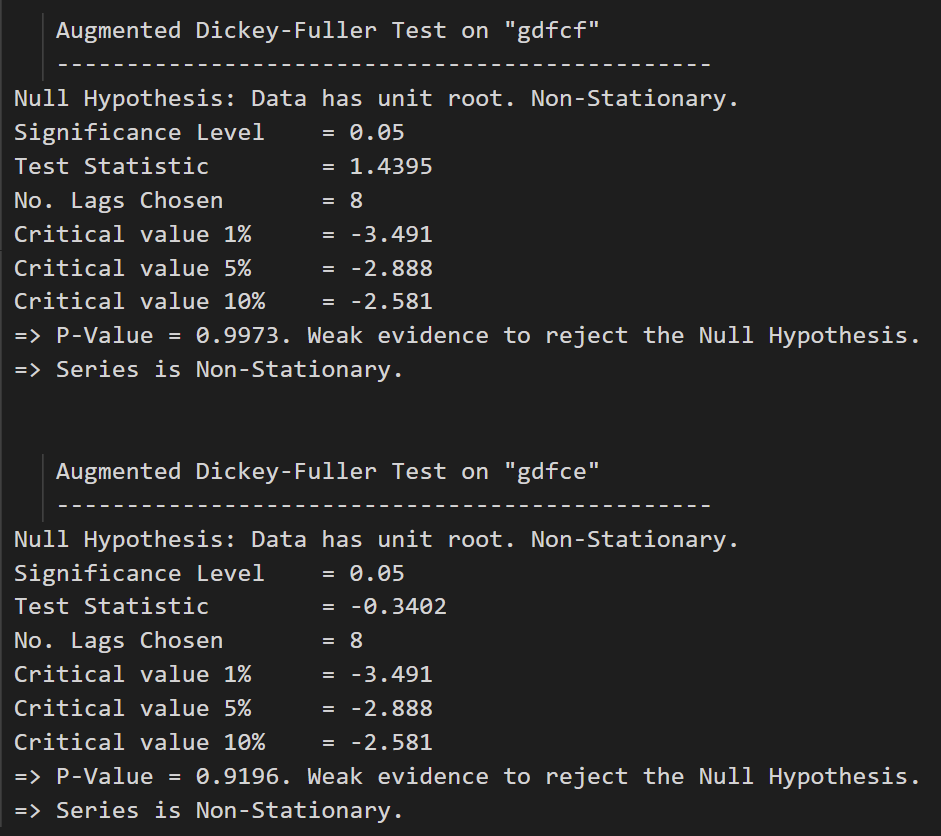 Augmented Dickey-Fuller Test on "gdfcf"
-----------------------------------------------
Null Hypothesis: Data has unit root. Non-Stationary.
Significance Level    = 0.05
Test Statistic        = 1.4395
No. Lags Chosen       = 8
Critical value 1%     = -3.491
Critical value 5%     = -2.888
Critical value 10%    = -2.581
=> P-Value = 0.9973. Weak evidence to reject the Null Hypothesis.
=> Series is Non-Stationary.
Augmented Dickey-Fuller Test on "gdfce"
-----------------------------------------------
Null Hypothesis: Data has unit root. Non-Stationary.
Significance Level    = 0.05
Test Statistic        = -0.3402
No. Lags Chosen       = 8
Critical value 1%     = -3.491
Critical value 5%     = -2.888
Critical value 10%    = -2.581
=> P-Value = 0.9196. Weak evidence to reject the Null Hypothesis.
=> Series is Non-Stationary.